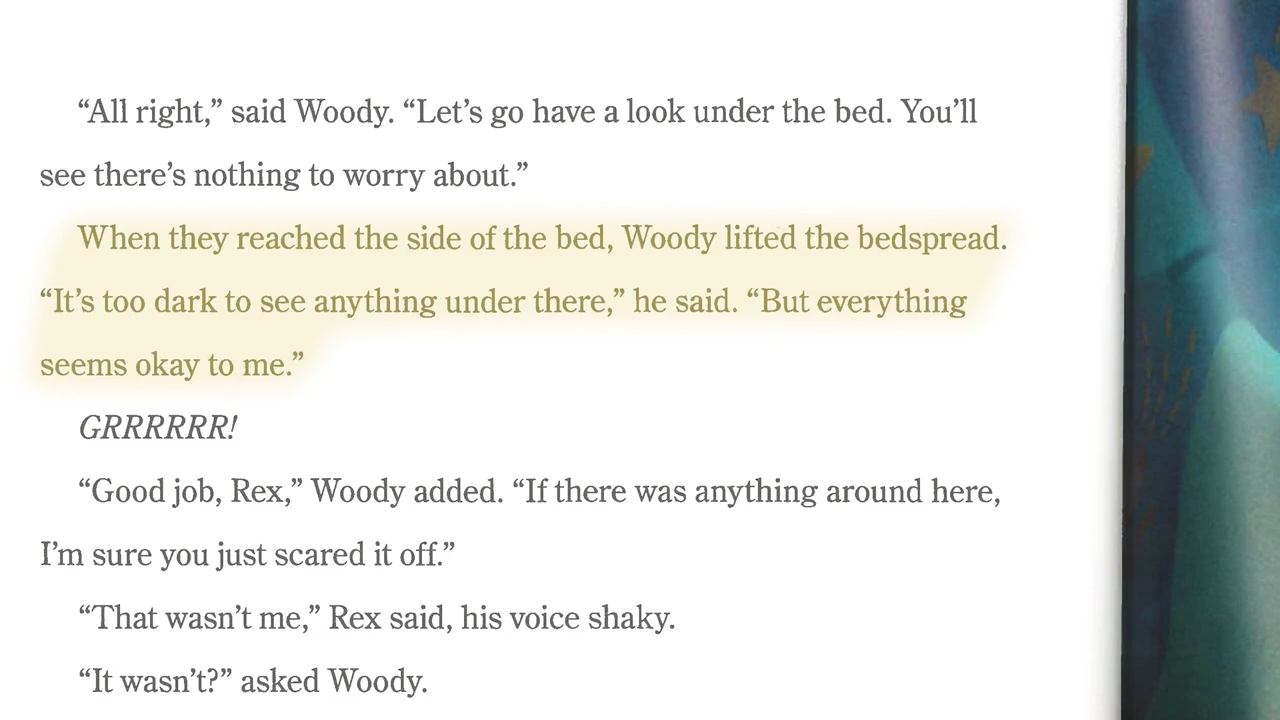 “All right,” said Woody. “Let’s go have a look under the bed. You’ll
see there’s nothing to worry about.”
When they reached the side of the bed, Woody lifted the bedspread.
“It’s too dark to see anything under there,” he said. “But everything
seems okay to me.”
GRRRRRR!
“Good job, Rex,” Woody added. “If there was anything around here,
I’m sure you just scared it off.”
“That wasn’t me,” Rex said, his voice shaky.
“It wasn’t?” asked Woody.